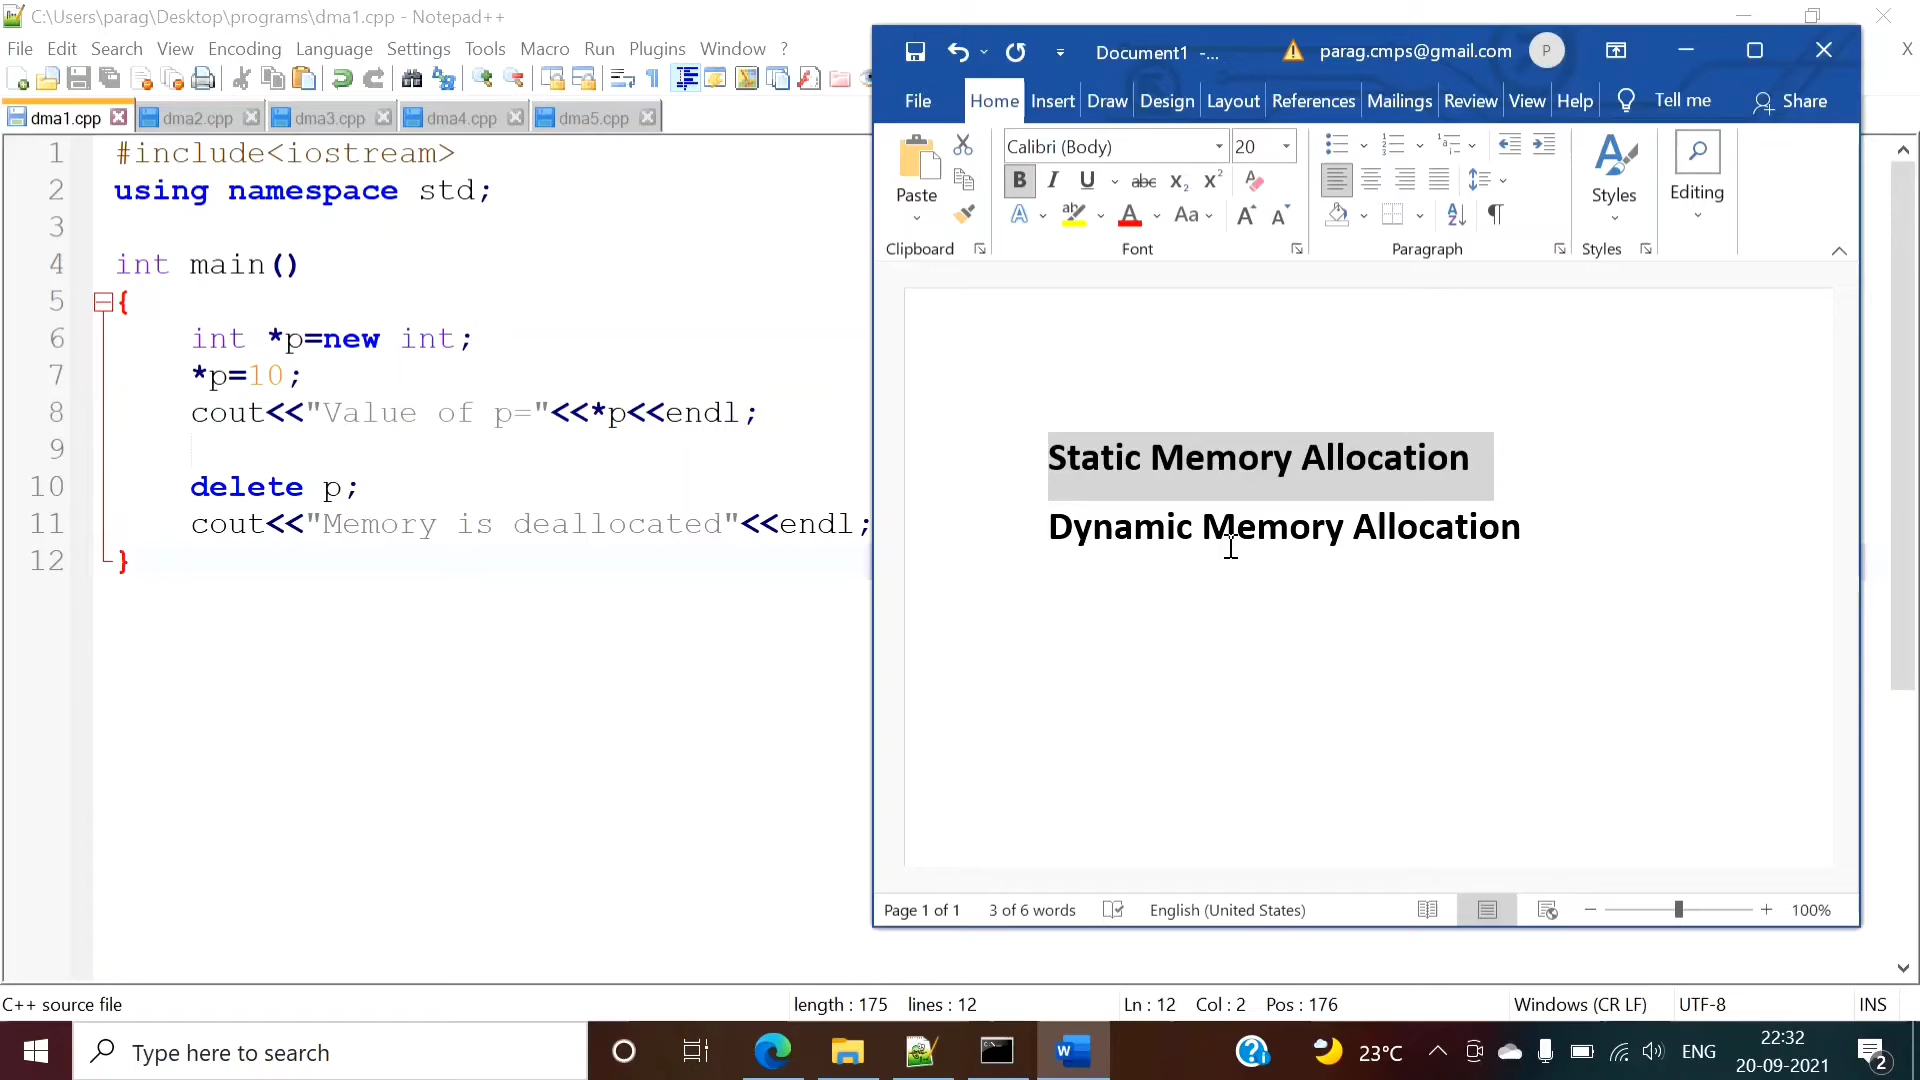 C:\Users\parag\Desktop\programs\dma1.cpp - Notepad++
File Edit Search View Encoding Language Settings Tools Macro Run Plugins Window ?
dma1.cpp dma2.cpp dma3.cpp dma4.cpp dma5.cpp
1 #include<iostream>
2 using namespace std;
3
4 int main()
5 {
6 int *p=new int;
7 *p=10;
8 cout<<"Value of p="<<*p<<endl;
9
10 delete p;
11 cout<<"Memory is deallocated"<<endl;
12 }
Document1 -... parag.cmps@gmail.com P
File Home Insert Draw Design Layout References Mailings Review View Help Tell me Share
Calibri (Body) 20
Paste Styles Editing
Clipboard Font Paragraph Styles
Static Memory Allocation
Dynamic Memory Allocation
Page 1 of 1 3 of 6 words English (United States) 100%
C++ source file length : 175 lines : 12 Ln : 12 Col : 2 Pos : 176 Windows (CR LF) UTF-8 INS
Type here to search 23°C ENG 22:32
20-09-2021 2